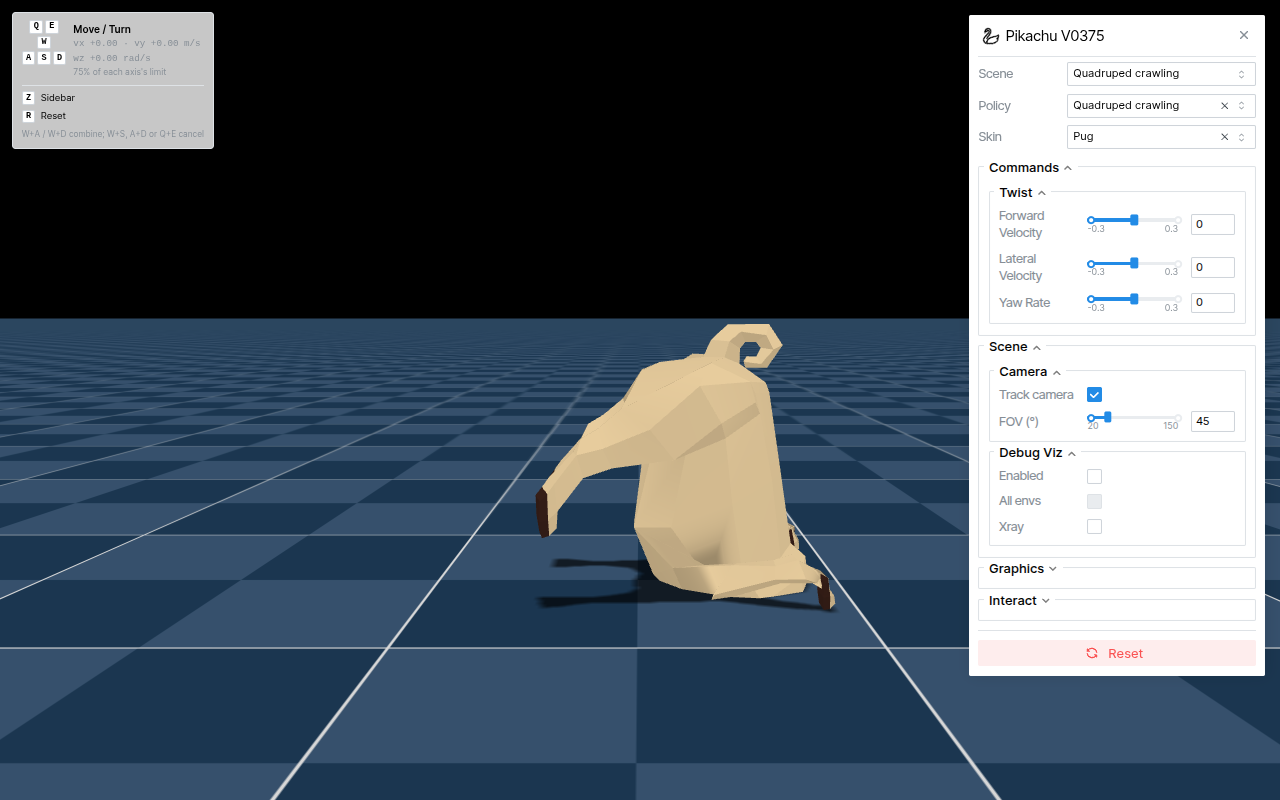 Q E
W
A S D
Move / Turn
vx +0.00 · vy +0.00 m/s
wz +0.00 rad/s
75% of each axis's limit
Z Sidebar
R Reset
W+A / W+D combine; W+S, A+D or Q+E cancel
Pikachu V0375
Scene Quadruped crawling
Policy Quadruped crawling
Skin Pug
Commands
Twist
Forward Velocity 0
-0.3 0.3
Lateral Velocity 0
-0.3 0.3
Yaw Rate 0
-0.3 0.3
Scene
Camera
Track camera
FOV (°) 45
20 150
Debug Viz
Enabled
All envs
Xray
Graphics
Interact
Reset